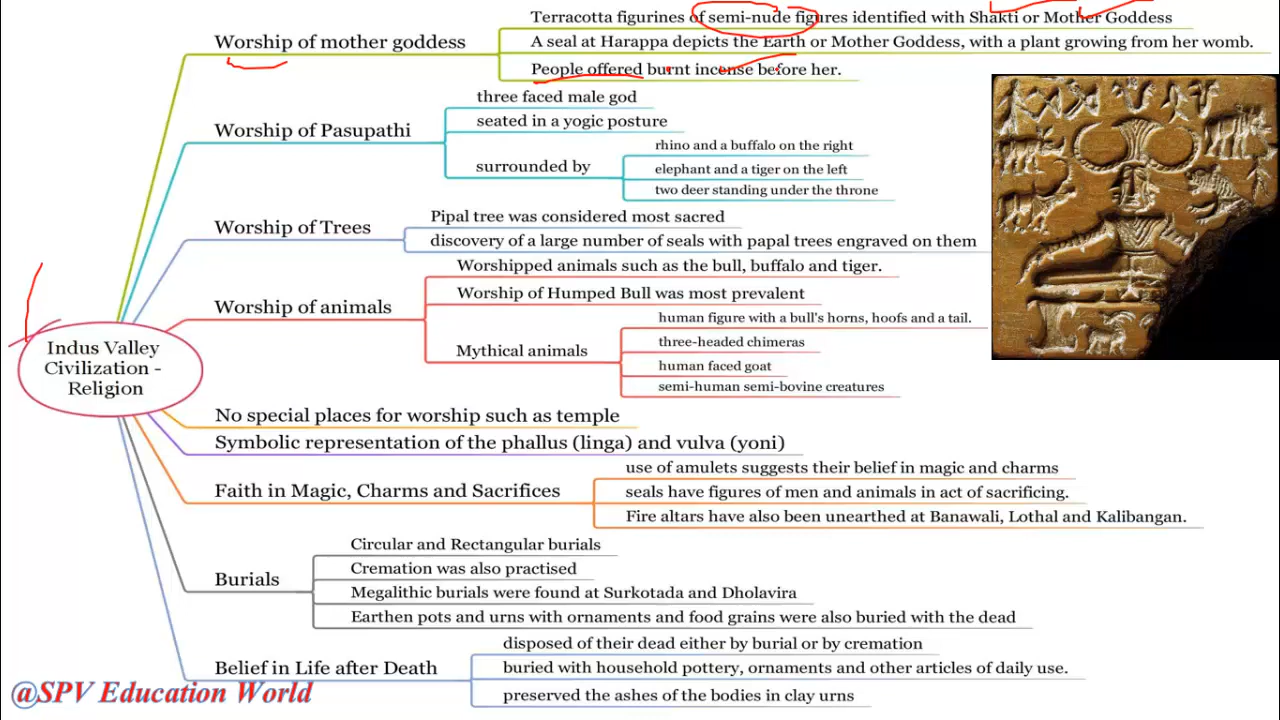 Terracotta figurines of semi-nude figures identified with Shakti or Mother Goddess
Worship of mother goddess
A seal at Harappa depicts the Earth or Mother Goddess, with a plant growing from her womb.
People offered burnt incense before her.
three faced male god
Worship of Pasupathi
seated in a yogic posture
surrounded by
rhino and a buffalo on the right
elephant and a tiger on the left
two deer standing under the throne
Worship of Trees
Pipal tree was considered most sacred
discovery of a large number of seals with papal trees engraved on them
Worship of animals
Worshipped animals such as the bull, buffalo and tiger.
Worship of Humped Bull was most prevalent
Mythical animals
human figure with a bull's horns, hoofs and a tail.
three-headed chimeras
human faced goat
semi-human semi-bovine creatures
Indus Valley
Civilization -
Religion
No special places for worship such as temple
Symbolic representation of the phallus (linga) and vulva (yoni)
Faith in Magic, Charms and Sacrifices
use of amulets suggests their belief in magic and charms
seals have figures of men and animals in act of sacrificing.
Fire altars have also been unearthed at Banawali, Lothal and Kalibangan.
Burials
Circular and Rectangular burials
Cremation was also practised
Megalithic burials were found at Surkotada and Dholavira
Earthen pots and urns with ornaments and food grains were also buried with the dead
Belief in Life after Death
disposed of their dead either by burial or by cremation
buried with household pottery, ornaments and other articles of daily use.
preserved the ashes of the bodies in clay urns
@SPV Education World